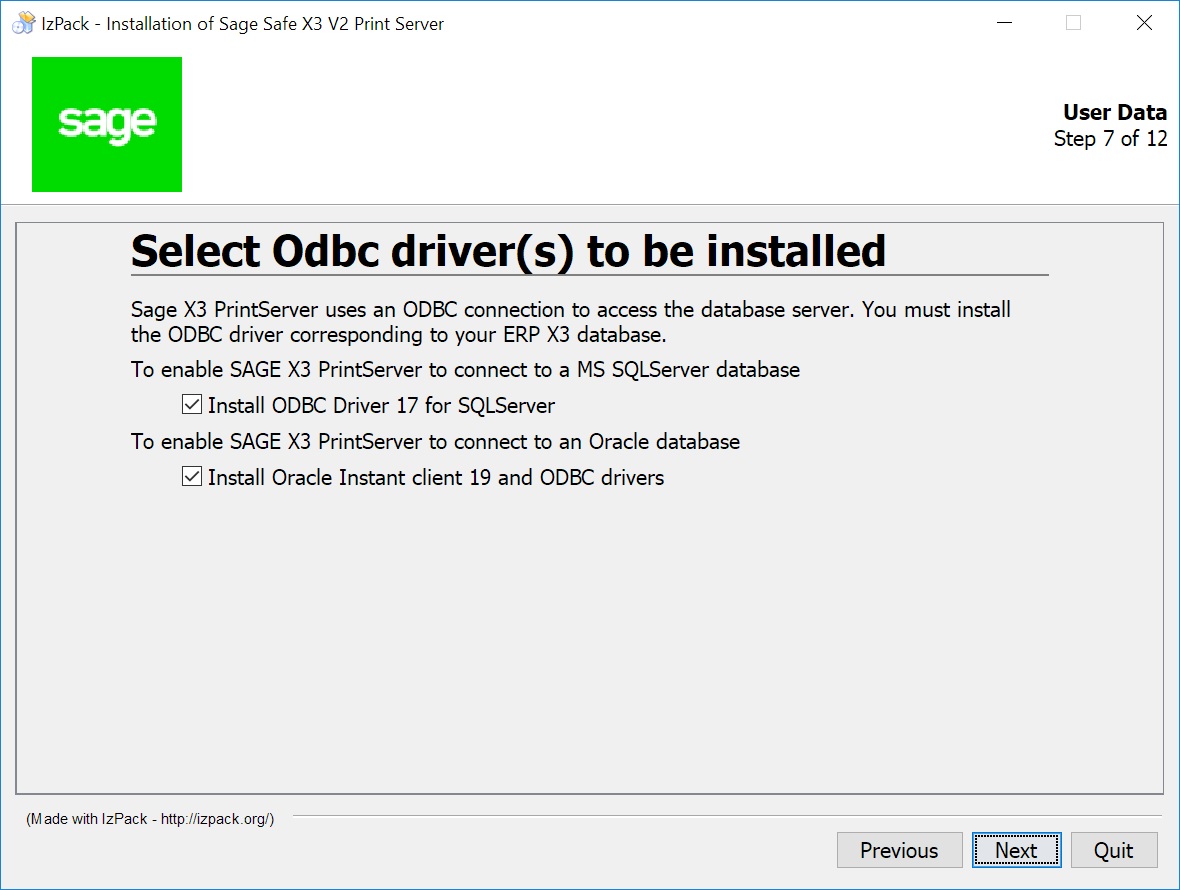 IzPack - Installation of Sage Safe X3 V2 Print Server
sage
User Data
Step 7 of 12
Select Odbc driver(s) to be installed
Sage X3 PrintServer uses an ODBC connection to access the database server. You must install
the ODBC driver corresponding to your ERP X3 database.
To enable SAGE X3 PrintServer to connect to a MS SQLServer database
Install ODBC Driver 17 for SQLServer
To enable SAGE X3 PrintServer to connect to an Oracle database
Install Oracle Instant client 19 and ODBC drivers
(Made with IzPack - http://izpack.org/)
Previous Next Quit